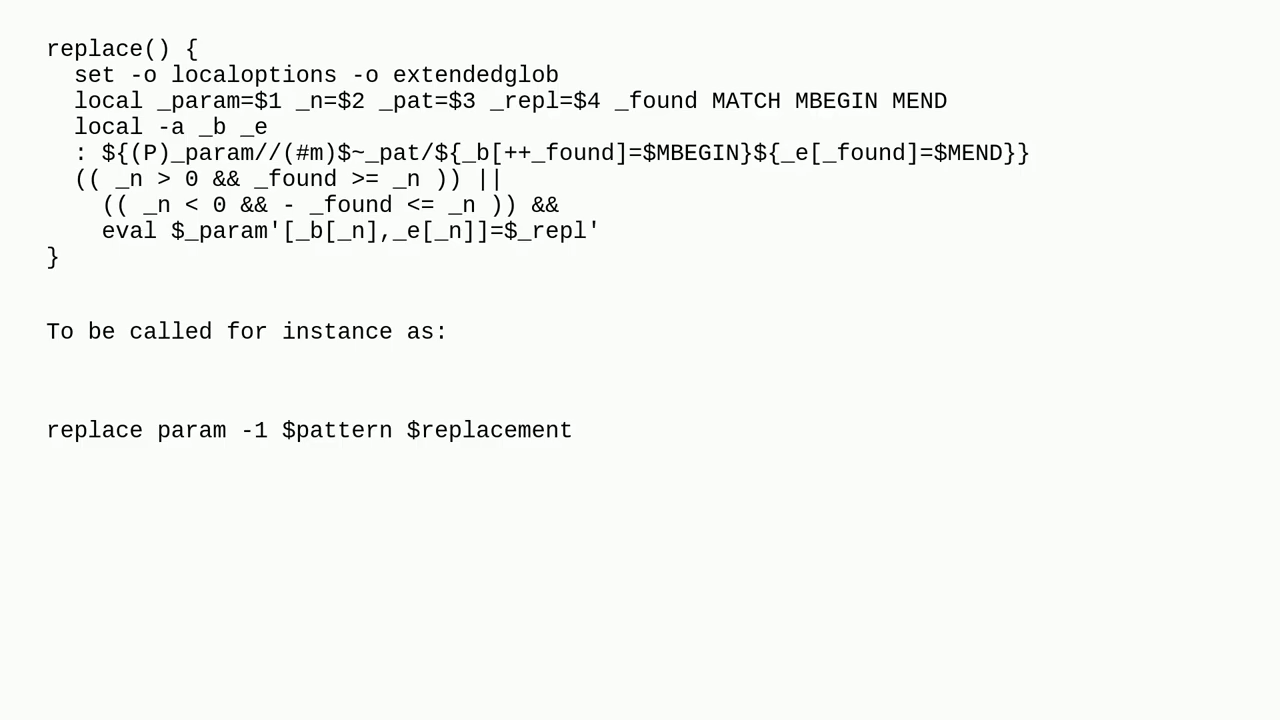 replace() {
  set -o localoptions -o extendedglob
  local _param=$1 _n=$2 _pat=$3 _repl=$4 _found MATCH MBEGIN MEND
  local -a _b _e
  : ${(P)_param//(#m)$~_pat/${_b[++_found]=$MBEGIN}${_e[_found]=$MEND}}
  (( _n > 0 && _found >= _n )) ||
    (( _n < 0 && - _found <= _n )) &&
    eval $_param'[_b[_n],_e[_n]]=$_repl'
}
To be called for instance as:
replace param -1 $pattern $replacement